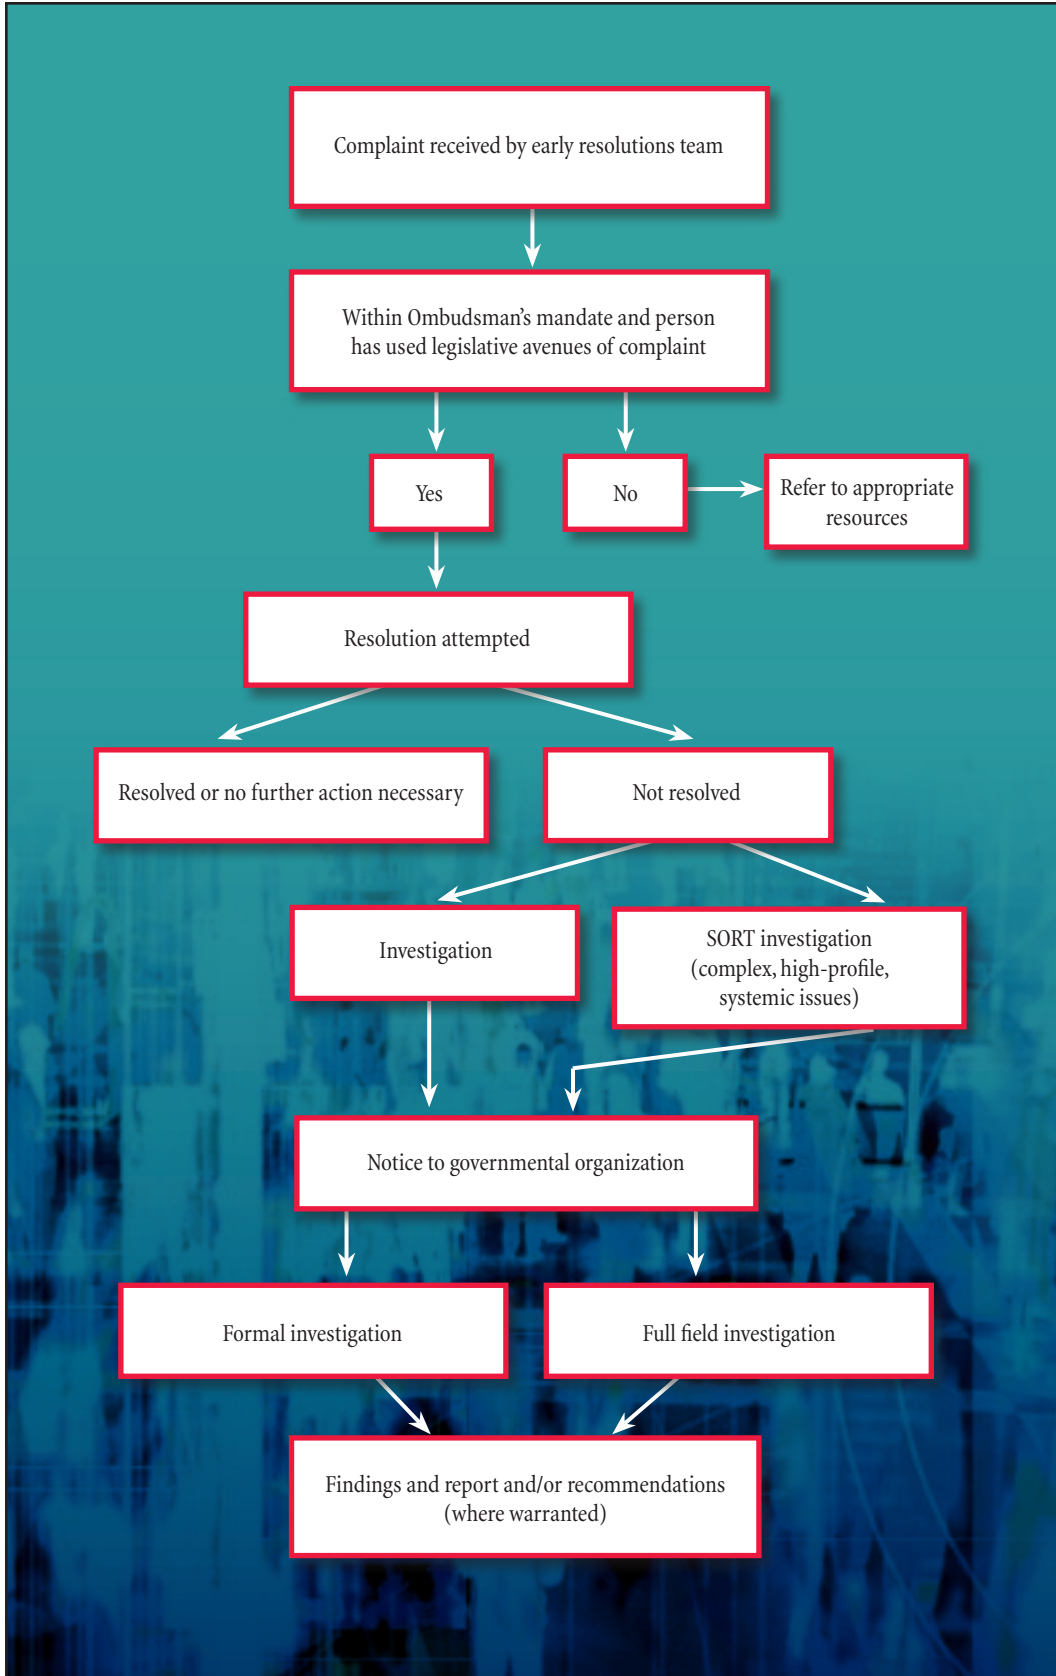 Complaint received by early resolutions team
Within Ombudsman’s mandate and person
has used legislative avenues of complaint
Yes
No
Refer to appropriate
resources
Resolution attempted
Resolved or no further action necessary
Not resolved
Investigation
SORT investigation
(complex, high-profile,
systemic issues)
Notice to governmental organization
Formal investigation
Full field investigation
Findings and report and/or recommendations
(where warranted)